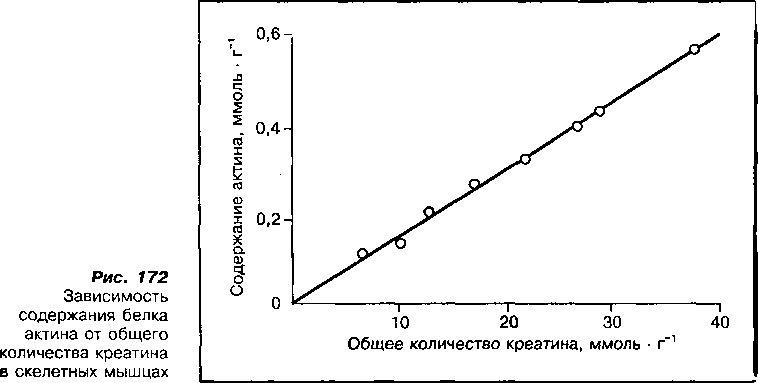 0,6
0,4
0,2
0
Содержание актина, ммоль · г⁻¹
10 20 30 40
Общее количество креатина, ммоль · г⁻¹
Рис. 172
Зависимость
содержания белка
актина от общего
количества креатина
в скелетных мышцах